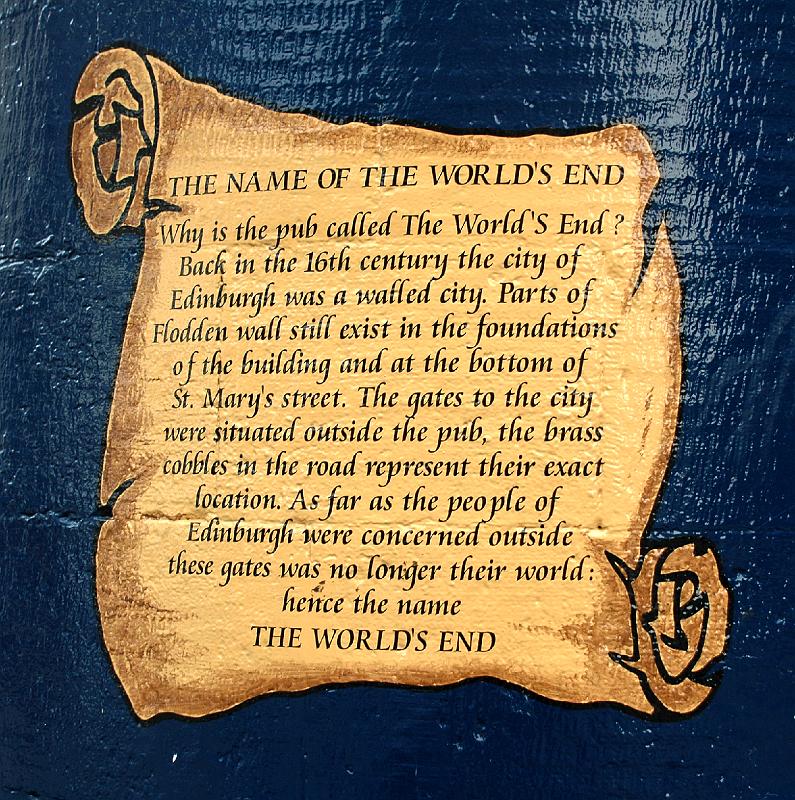 THE NAME OF THE WORLD'S END
Why is the pub called The World'S End ?
Back in the 16th century the city of
Edinburgh was a walled city. Parts of
Flodden wall still exist in the foundations
of the building and at the bottom of
St. Mary's street. The gates to the city
were situated outside the pub, the brass
cobbles in the road represent their exact
location. As far as the people of
Edinburgh were concerned outside
these gates was no longer their world:
hence the name
THE WORLD'S END